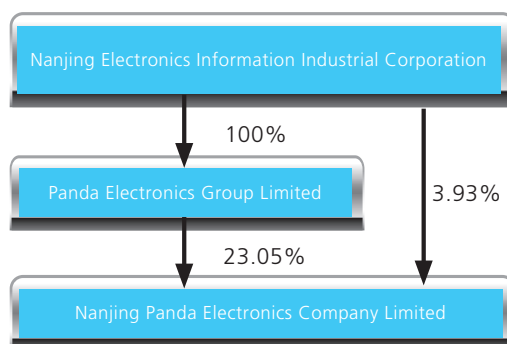 Nanjing Electronics Information Industrial Corporation
100%
Panda Electronics Group Limited
3.93%
23.05%
Nanjing Panda Electronics Company Limited